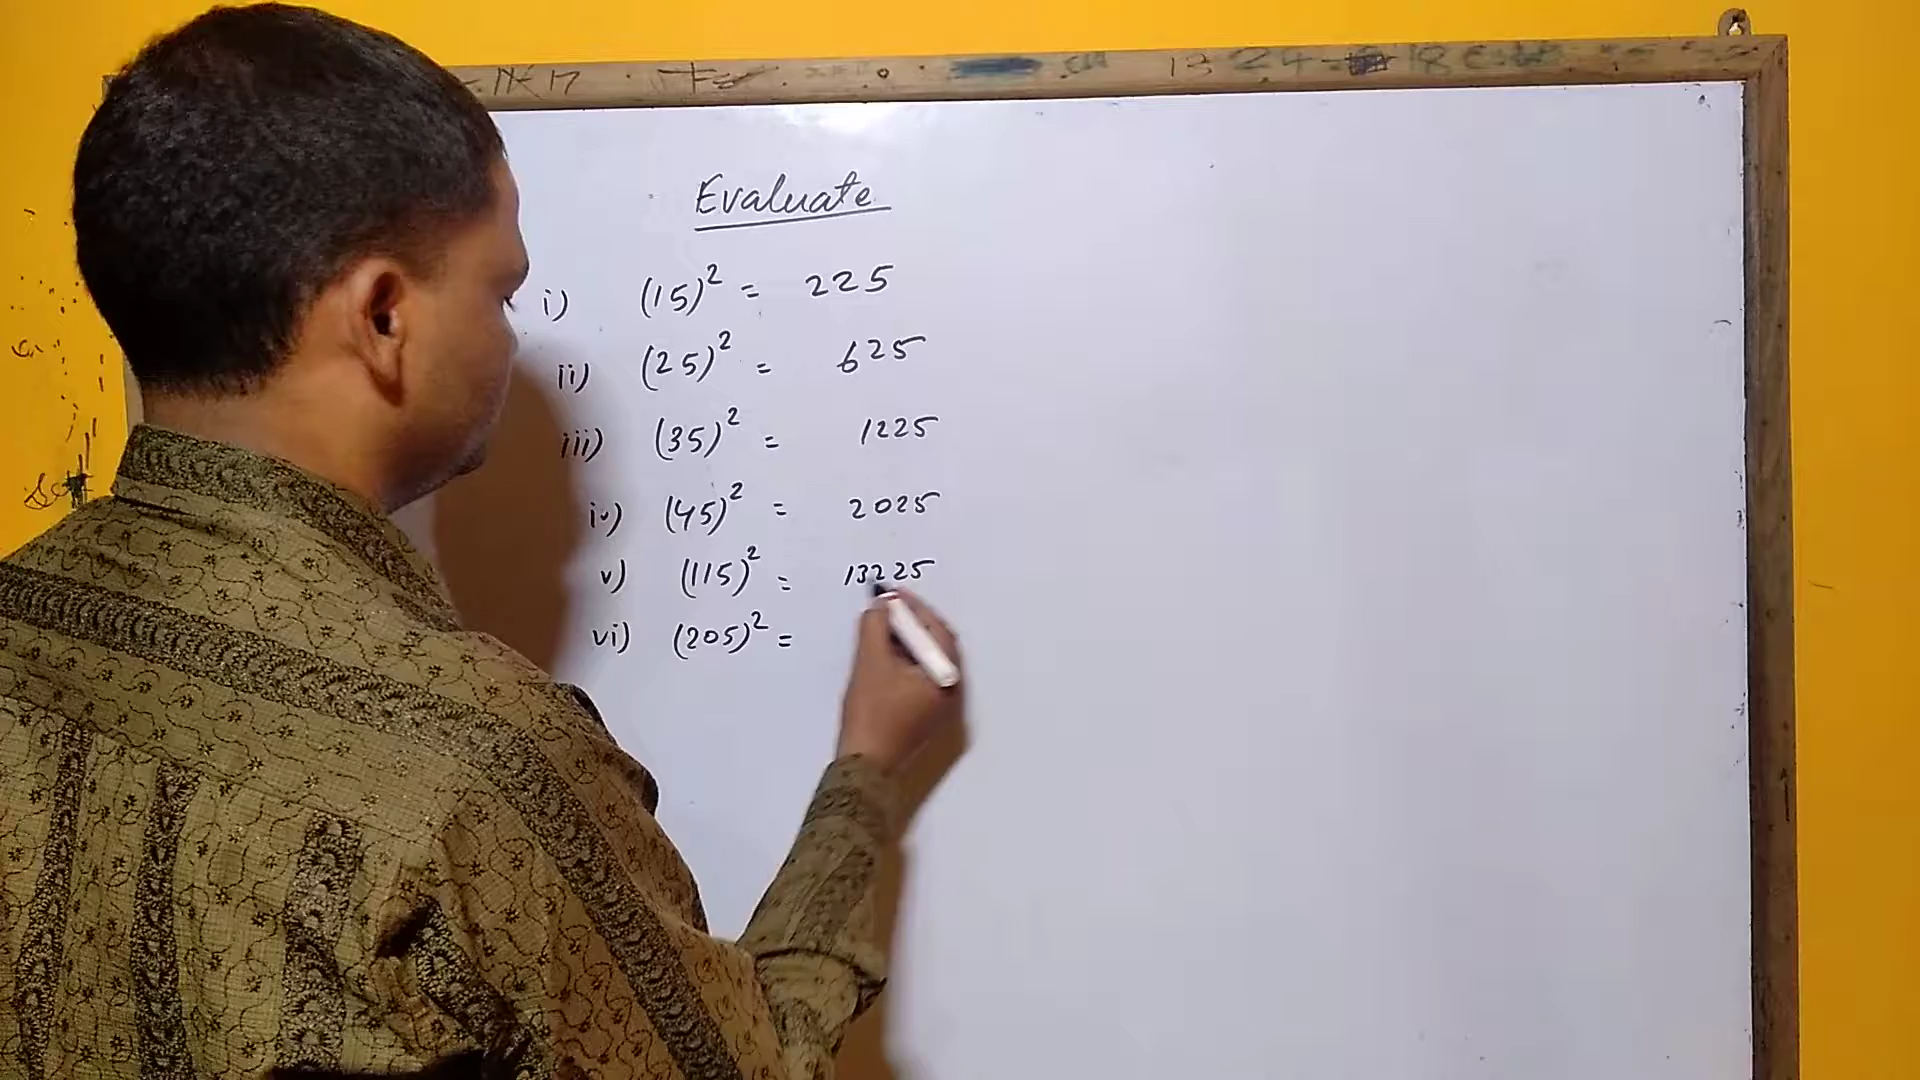 Evaluate
i) (15)² = 225
ii) (25)² = 625
iii) (35)² = 1225
iv) (45)² = 2025
v) (115)² = 13225
vi) (205)² =